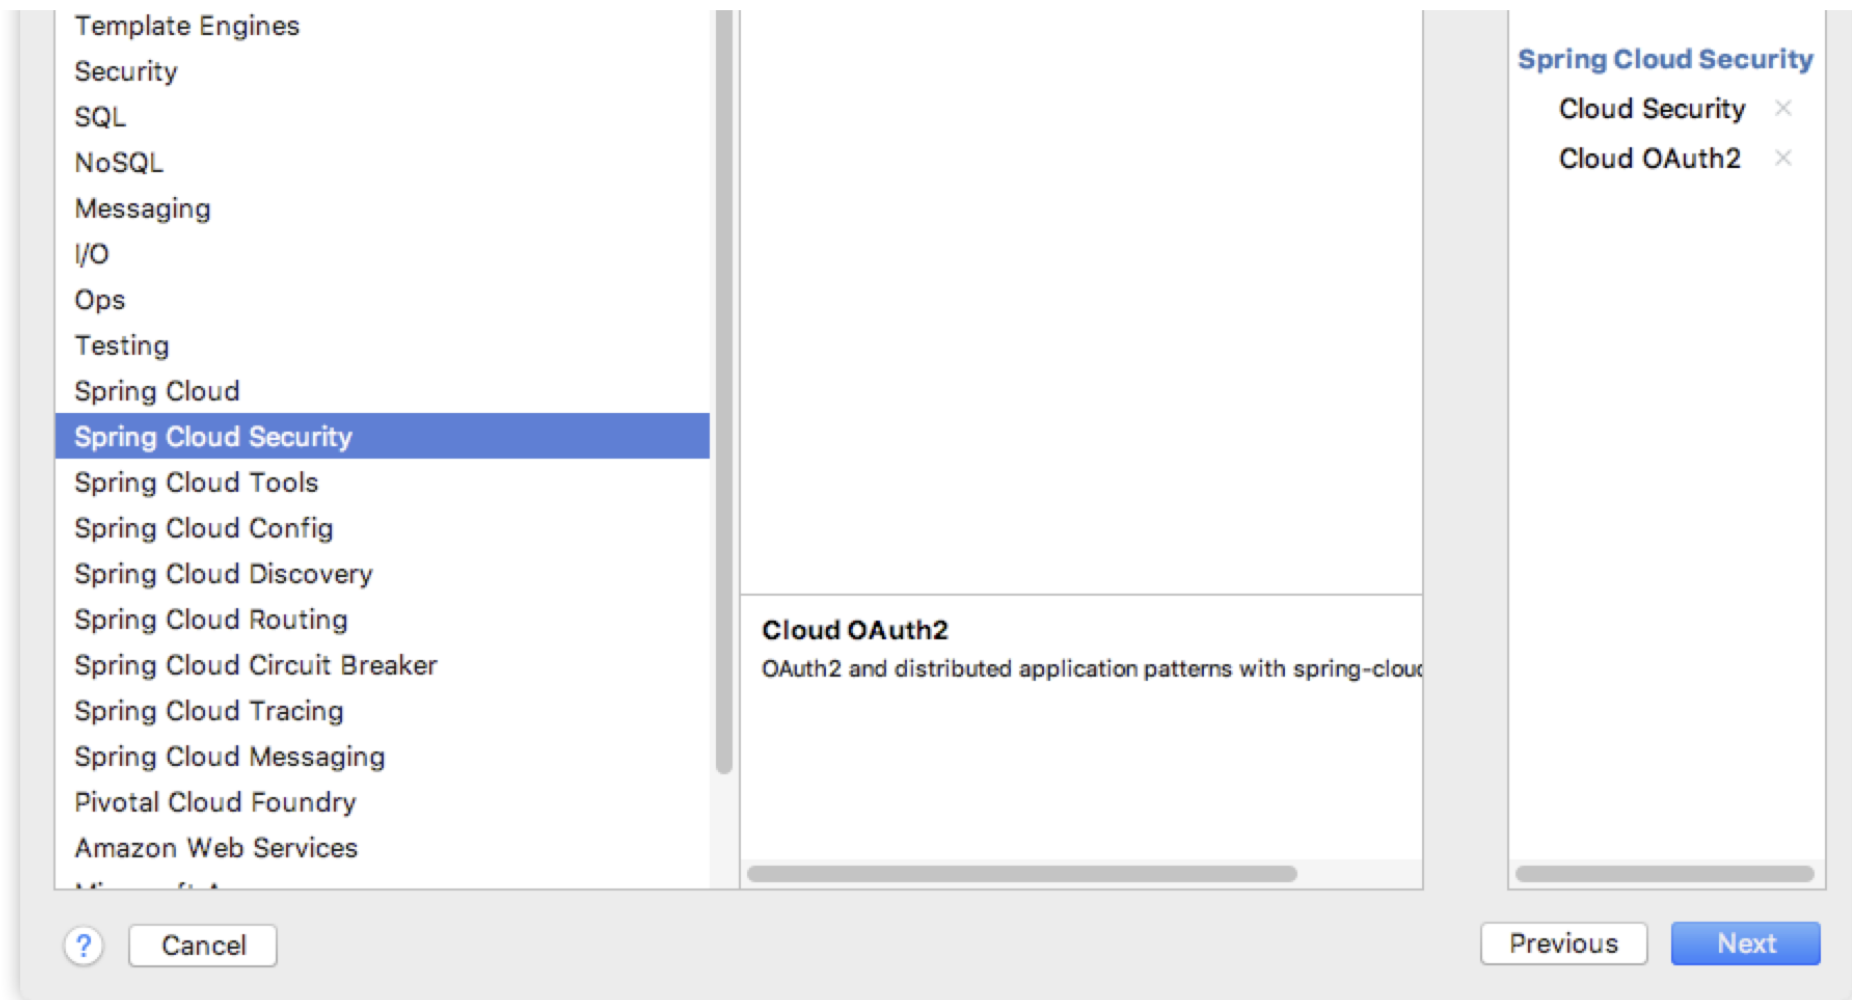 Template Engines
Security
SQL
NoSQL
Messaging
I/O
Ops
Testing
Spring Cloud
Spring Cloud Security
Spring Cloud Tools
Spring Cloud Config
Spring Cloud Discovery
Spring Cloud Routing
Spring Cloud Circuit Breaker
Spring Cloud Tracing
Spring Cloud Messaging
Pivotal Cloud Foundry
Amazon Web Services
Cloud OAuth2
OAuth2 and distributed application patterns with spring-cloud
Spring Cloud Security
Cloud Security ×
Cloud OAuth2 ×
? Cancel
Previous Next